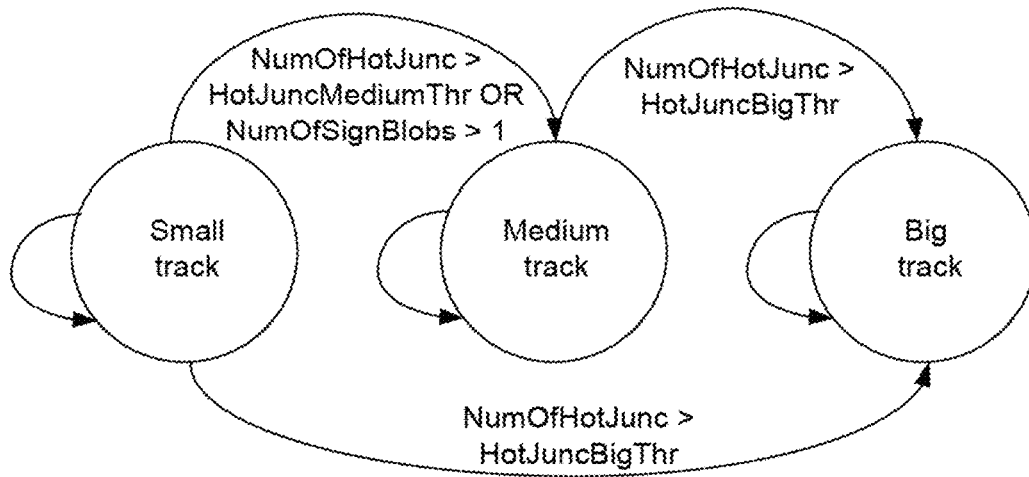 NumOfHotJunc >
HotJuncMediumThr OR
NumOfSignBlobs > 1
NumOfHotJunc >
HotJuncBigThr
Small
track
Medium
track
Big
track
NumOfHotJunc >
HotJuncBigThr